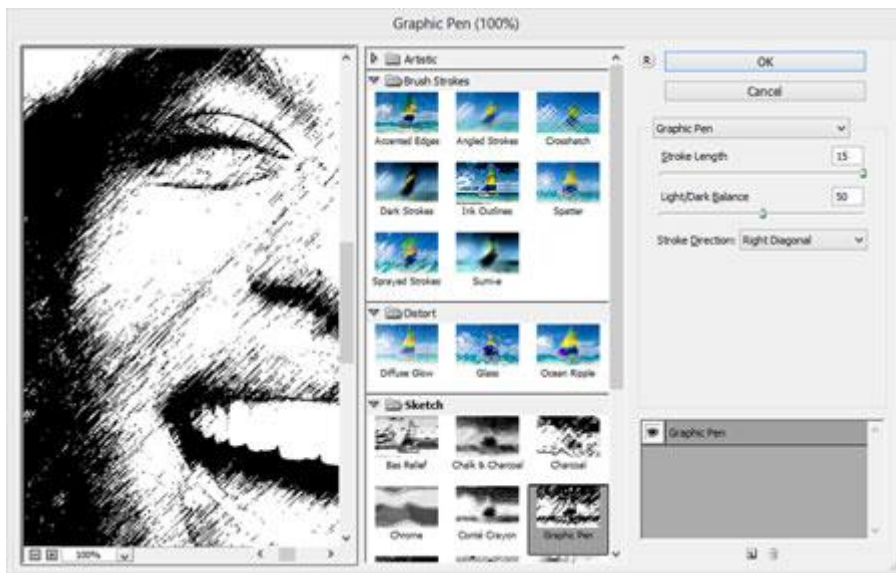 Graphic Pen (100%)
Artistic
Brush Strokes
Accented Edges Angled Strokes Crosshatch
Dark Strokes Ink Outlines Spatter
Sprayed Strokes Sumi-e
Distort
Diffuse Glow Glass Ocean Ripple
Sketch
Bas Relief Chalk & Charcoal Charcoal
Chrome Conté Crayon Graphic Pen
100%
OK
Cancel
Graphic Pen
Stroke Length 15
Light/Dark Balance 50
Stroke Direction: Right Diagonal
Graphic Pen